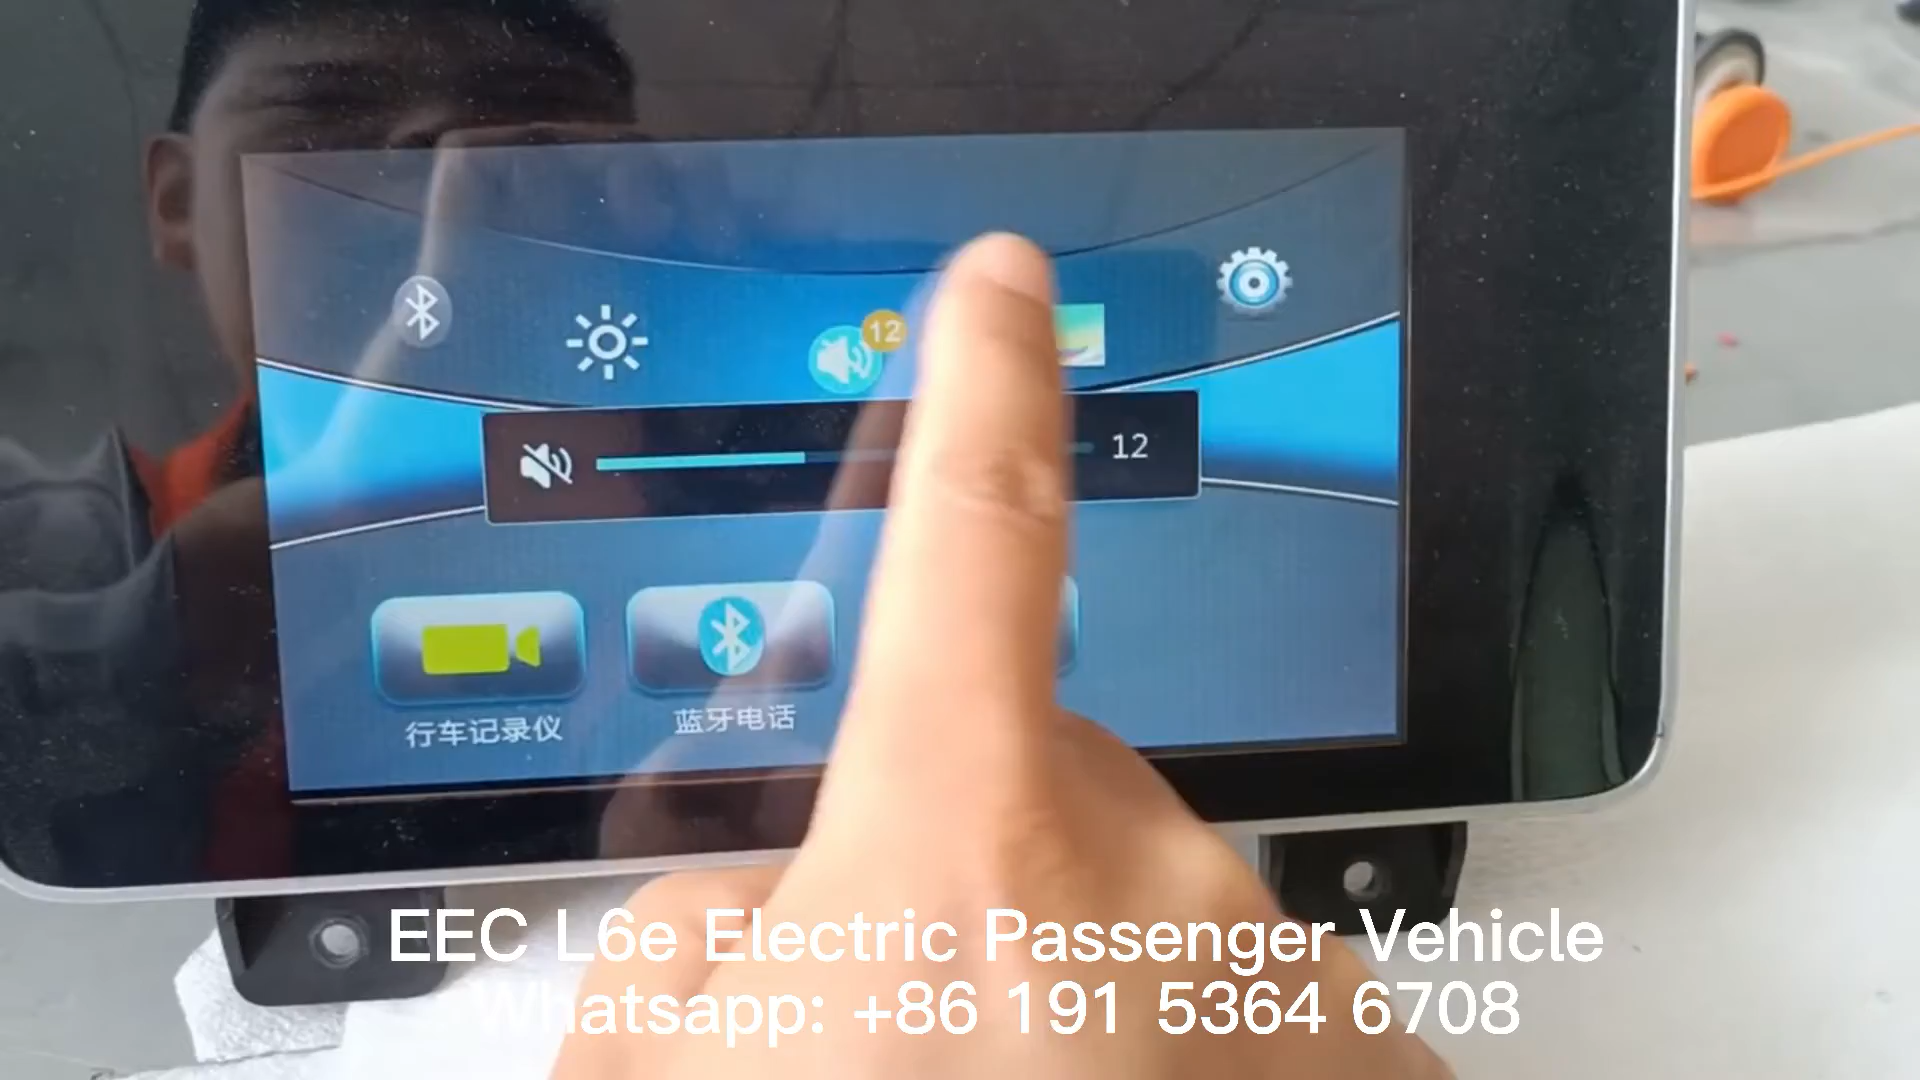 12
12
行车记录仪
蓝牙电话
EEC L6e Electric Passenger Vehicle
Whatsapp: +86 191 5364 6708